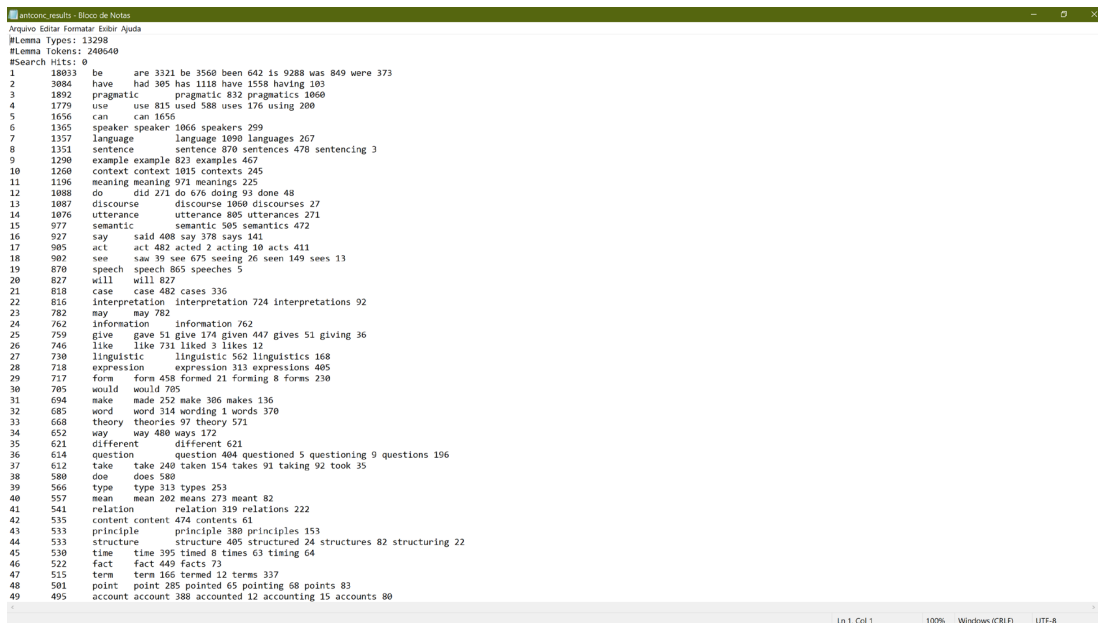 antconc_results - Bloco de Notas
Arquivo Editar Formatar Exibir Ajuda
#Lemma Types: 13298
#Lemma Tokens: 240640
#Search Hits: 0
1 18033 be are 3321 be 3560 been 642 is 9288 was 849 were 373
2 3084 have had 305 has 1118 have 1558 having 103
3 1892 pragmatic pragmatic 832 pragmatics 1060
4 1779 use use 815 used 588 uses 176 using 200
5 1656 can can 1656
6 1365 speaker speaker 1066 speakers 299
7 1357 language language 1090 languages 267
8 1351 sentence sentence 870 sentences 478 sentencing 3
9 1290 example example 823 examples 467
10 1260 context context 1015 contexts 245
11 1196 meaning meaning 971 meanings 225
12 1088 do did 271 do 676 doing 93 done 48
13 1087 discourse discourse 1060 discourses 27
14 1076 utterance utterance 805 utterances 271
15 977 semantic semantic 505 semantics 472
16 927 say said 408 say 378 says 141
17 905 act act 482 acted 2 acting 10 acts 411
18 902 see saw 39 see 675 seeing 26 seen 149 sees 13
19 870 speech speech 865 speeches 5
20 827 will will 827
21 818 case case 482 cases 336
22 816 interpretation interpretation 724 interpretations 92
23 782 may may 782
24 762 information information 762
25 759 give gave 51 give 174 given 447 gives 51 giving 36
26 746 like like 731 liked 3 likes 12
27 730 linguistic linguistic 562 linguistics 168
28 718 expression expression 313 expressions 405
29 717 form form 458 formed 21 forming 8 forms 230
30 705 would would 705
31 694 make made 252 make 306 makes 136
32 685 word word 314 wording 1 words 370
33 668 theory theories 97 theory 571
34 652 way way 480 ways 172
35 621 different different 621
36 614 question question 404 questioned 5 questioning 9 questions 196
37 612 take take 240 taken 154 takes 91 taking 92 took 35
38 580 doe does 580
39 566 type type 313 types 253
40 557 mean mean 202 means 273 meant 82
41 541 relation relation 319 relations 222
42 535 content content 474 contents 61
43 533 principle principle 380 principles 153
44 533 structure structure 405 structured 24 structures 82 structuring 22
45 530 time time 395 timed 8 times 63 timing 64
46 522 fact fact 449 facts 73
47 515 term term 166 termed 12 terms 337
48 501 point point 285 pointed 65 pointing 68 points 83
49 495 account account 388 accounted 12 accounting 15 accounts 80
Ln 1, Col 1 100% Windows (CRLF) UTF-8